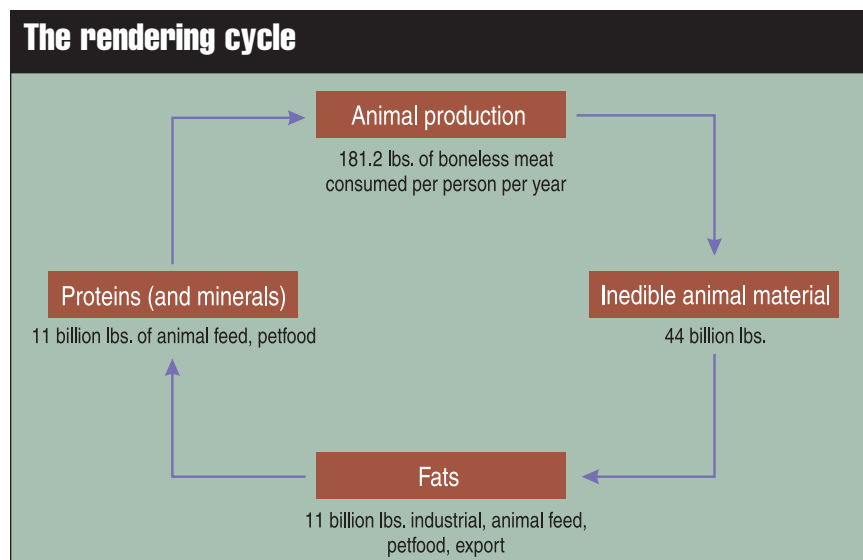 The rendering cycle
Animal production
181.2 lbs. of boneless meat
consumed per person per year
Inedible animal material
44 billion lbs.
Fats
11 billion lbs. industrial, animal feed,
petfood, export
Proteins (and minerals)
11 billion lbs. of animal feed, petfood